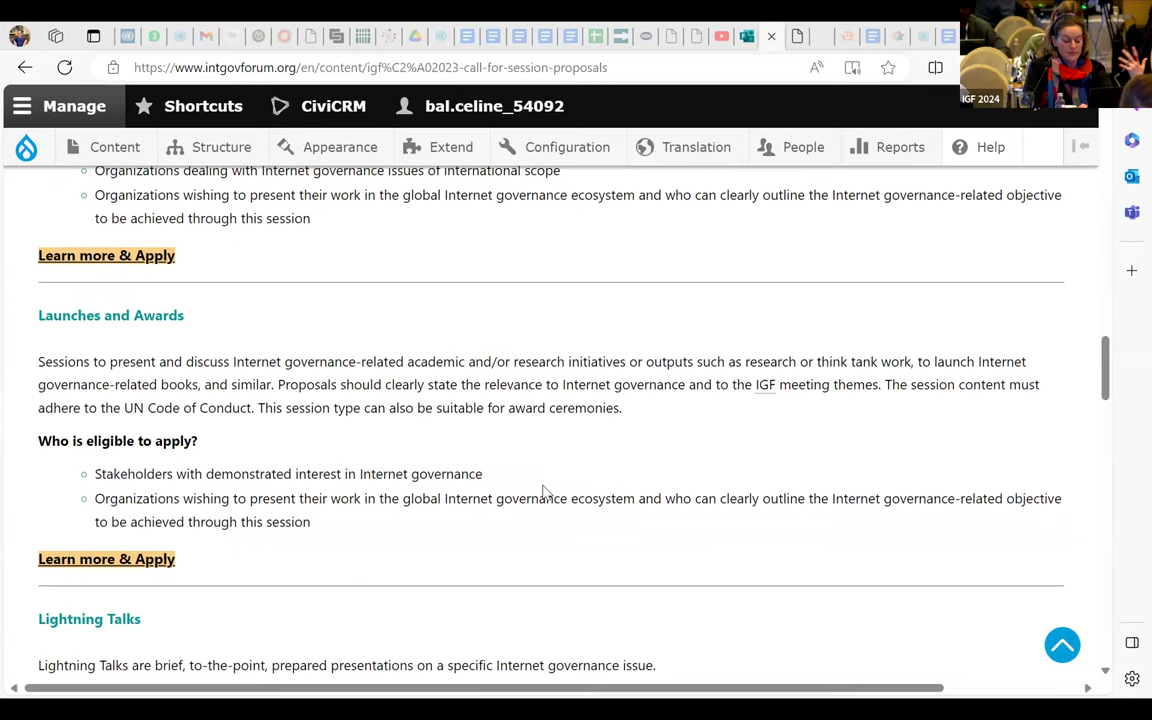 https://www.intgovforum.org/en/content/igf%C2%A02023-call-for-session-proposals
IGF 2024
Manage Shortcuts CiviCRM bal.celine_54092
Content Structure Appearance Extend Configuration Translation People Reports Help
Organizations dealing with Internet governance issues of international scope
Organizations wishing to present their work in the global Internet governance ecosystem and who can clearly outline the Internet governance-related objective
to be achieved through this session
Learn more & Apply
Launches and Awards
Sessions to present and discuss Internet governance-related academic and/or research initiatives or outputs such as research or think tank work, to launch Internet
governance-related books, and similar. Proposals should clearly state the relevance to Internet governance and to the IGF meeting themes. The session content must
adhere to the UN Code of Conduct. This session type can also be suitable for award ceremonies.
Who is eligible to apply?
Stakeholders with demonstrated interest in Internet governance
Organizations wishing to present their work in the global Internet governance ecosystem and who can clearly outline the Internet governance-related objective
to be achieved through this session
Learn more & Apply
Lightning Talks
Lightning Talks are brief, to-the-point, prepared presentations on a specific Internet governance issue.